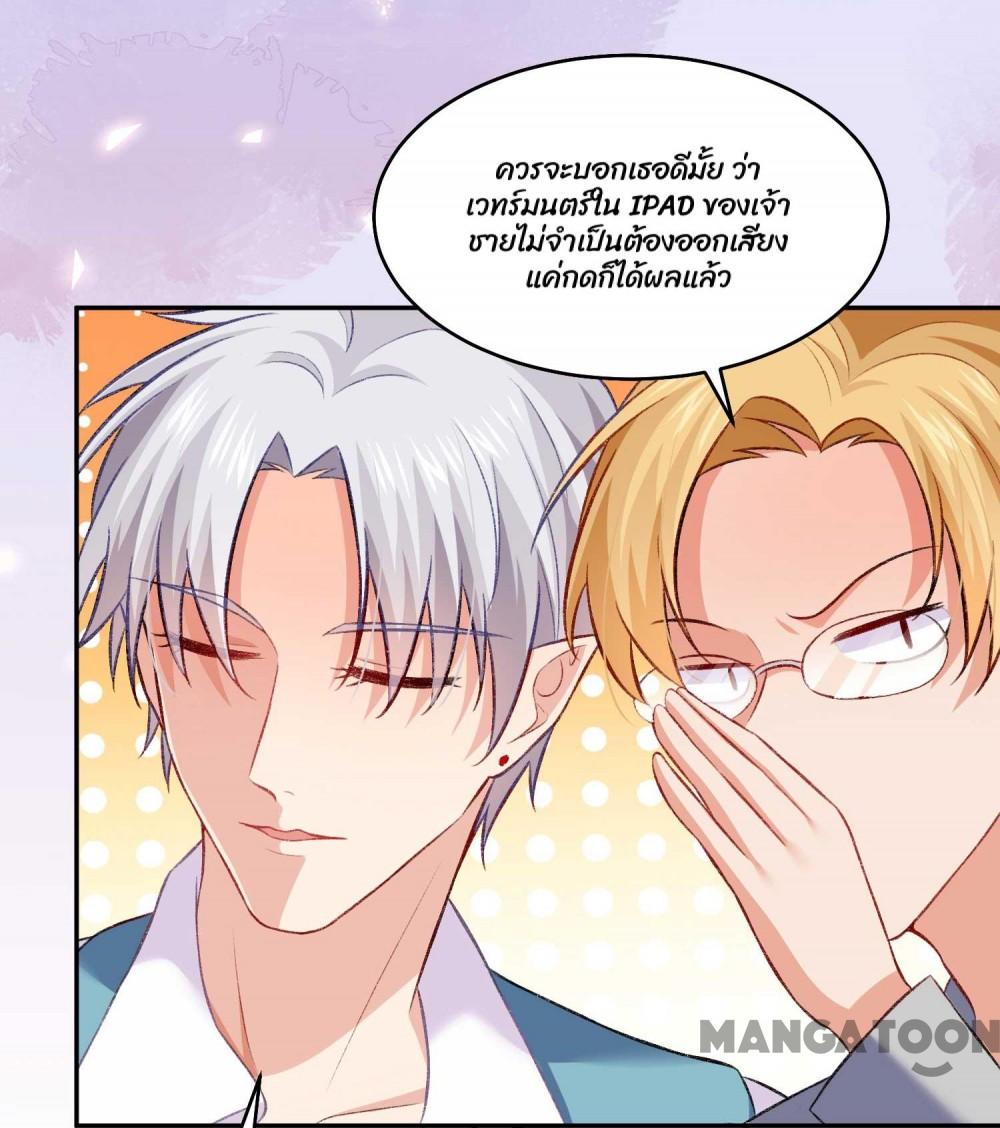 ควรจะบอกเธอดีมั้ย ว่า
เวทร์มนตร์ใน IPAD ของเจ้า
ชายไม่จำเป็นต้องออกเสียง
แค่กดก็ได้ผลแล้ว
MANGATOON